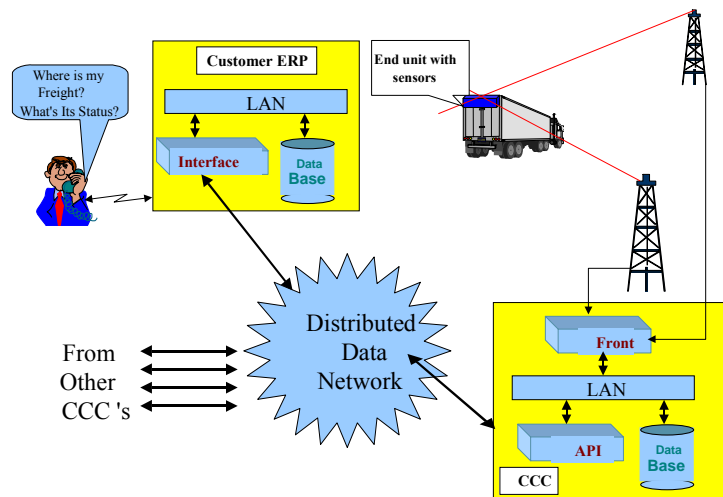 Where is my
Freight?
What's Its Status?
Customer ERP
LAN
Interface
Data
Base
End unit with
sensors
Distributed
Data
Network
From
Other
CCC 's
Front
LAN
API
Data
Base
CCC